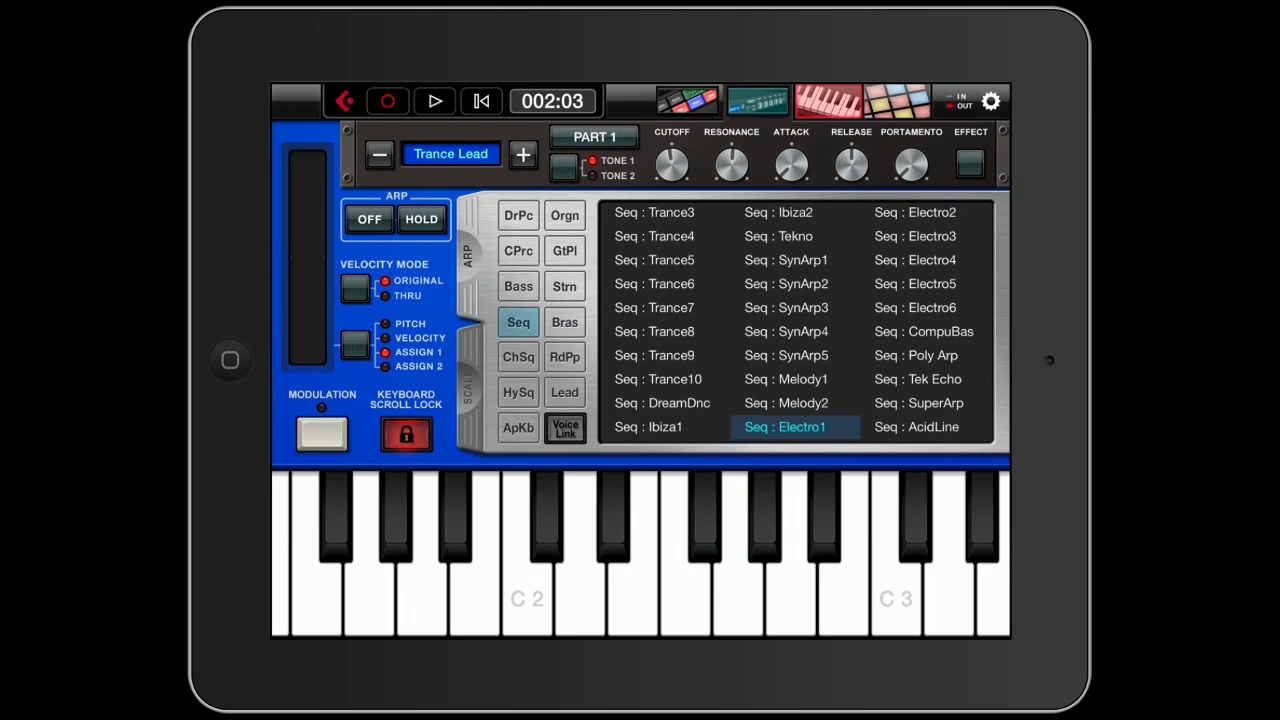 002:03
IN
OUT
Trance Lead
PART 1
TONE 1
TONE 2
CUTOFF RESONANCE ATTACK RELEASE PORTAMENTO EFFECT
ARP
OFF HOLD
VELOCITY MODE
ORIGINAL
THRU
PITCH
VELOCITY
ASSIGN 1
ASSIGN 2
MODULATION
KEYBOARD
SCROLL LOCK
ARP
SCALE
DrPc Orgn
CPrc GtPl
Bass Strn
Seq Bras
ChSq RdPp
HySq Lead
ApKb Voice
Link
Seq : Trance3 Seq : Ibiza2 Seq : Electro2
Seq : Trance4 Seq : Tekno Seq : Electro3
Seq : Trance5 Seq : SynArp1 Seq : Electro4
Seq : Trance6 Seq : SynArp2 Seq : Electro5
Seq : Trance7 Seq : SynArp3 Seq : Electro6
Seq : Trance8 Seq : SynArp4 Seq : CompuBas
Seq : Trance9 Seq : SynArp5 Seq : Poly Arp
Seq : Trance10 Seq : Melody1 Seq : Tek Echo
Seq : DreamDnc Seq : Melody2 Seq : SuperArp
Seq : Ibiza1 Seq : Electro1 Seq : AcidLine
C 2 C 3